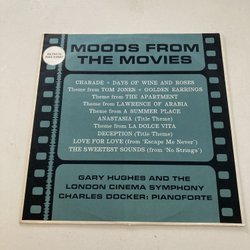 MOODS FROM
THE MOVIES
CHARADE • DAYS OF WINE AND ROSES
Theme from TOM JONES • GOLDEN EARRINGS
Theme from THE APARTMENT
Theme from LAWRENCE OF ARABIA
Theme from A SUMMER PLACE
ANASTASIA (Title Theme)
Theme from LA DOLCE VITA
DECEPTION (Title Theme)
LOVE FOR LOVE (from 'Escape Me Never')
THE SWEETEST SOUNDS (from 'No Strings')
GARY HUGHES AND THE
LONDON CINEMA SYMPHONY
CHARLES DOCKER: PIANOFORTE